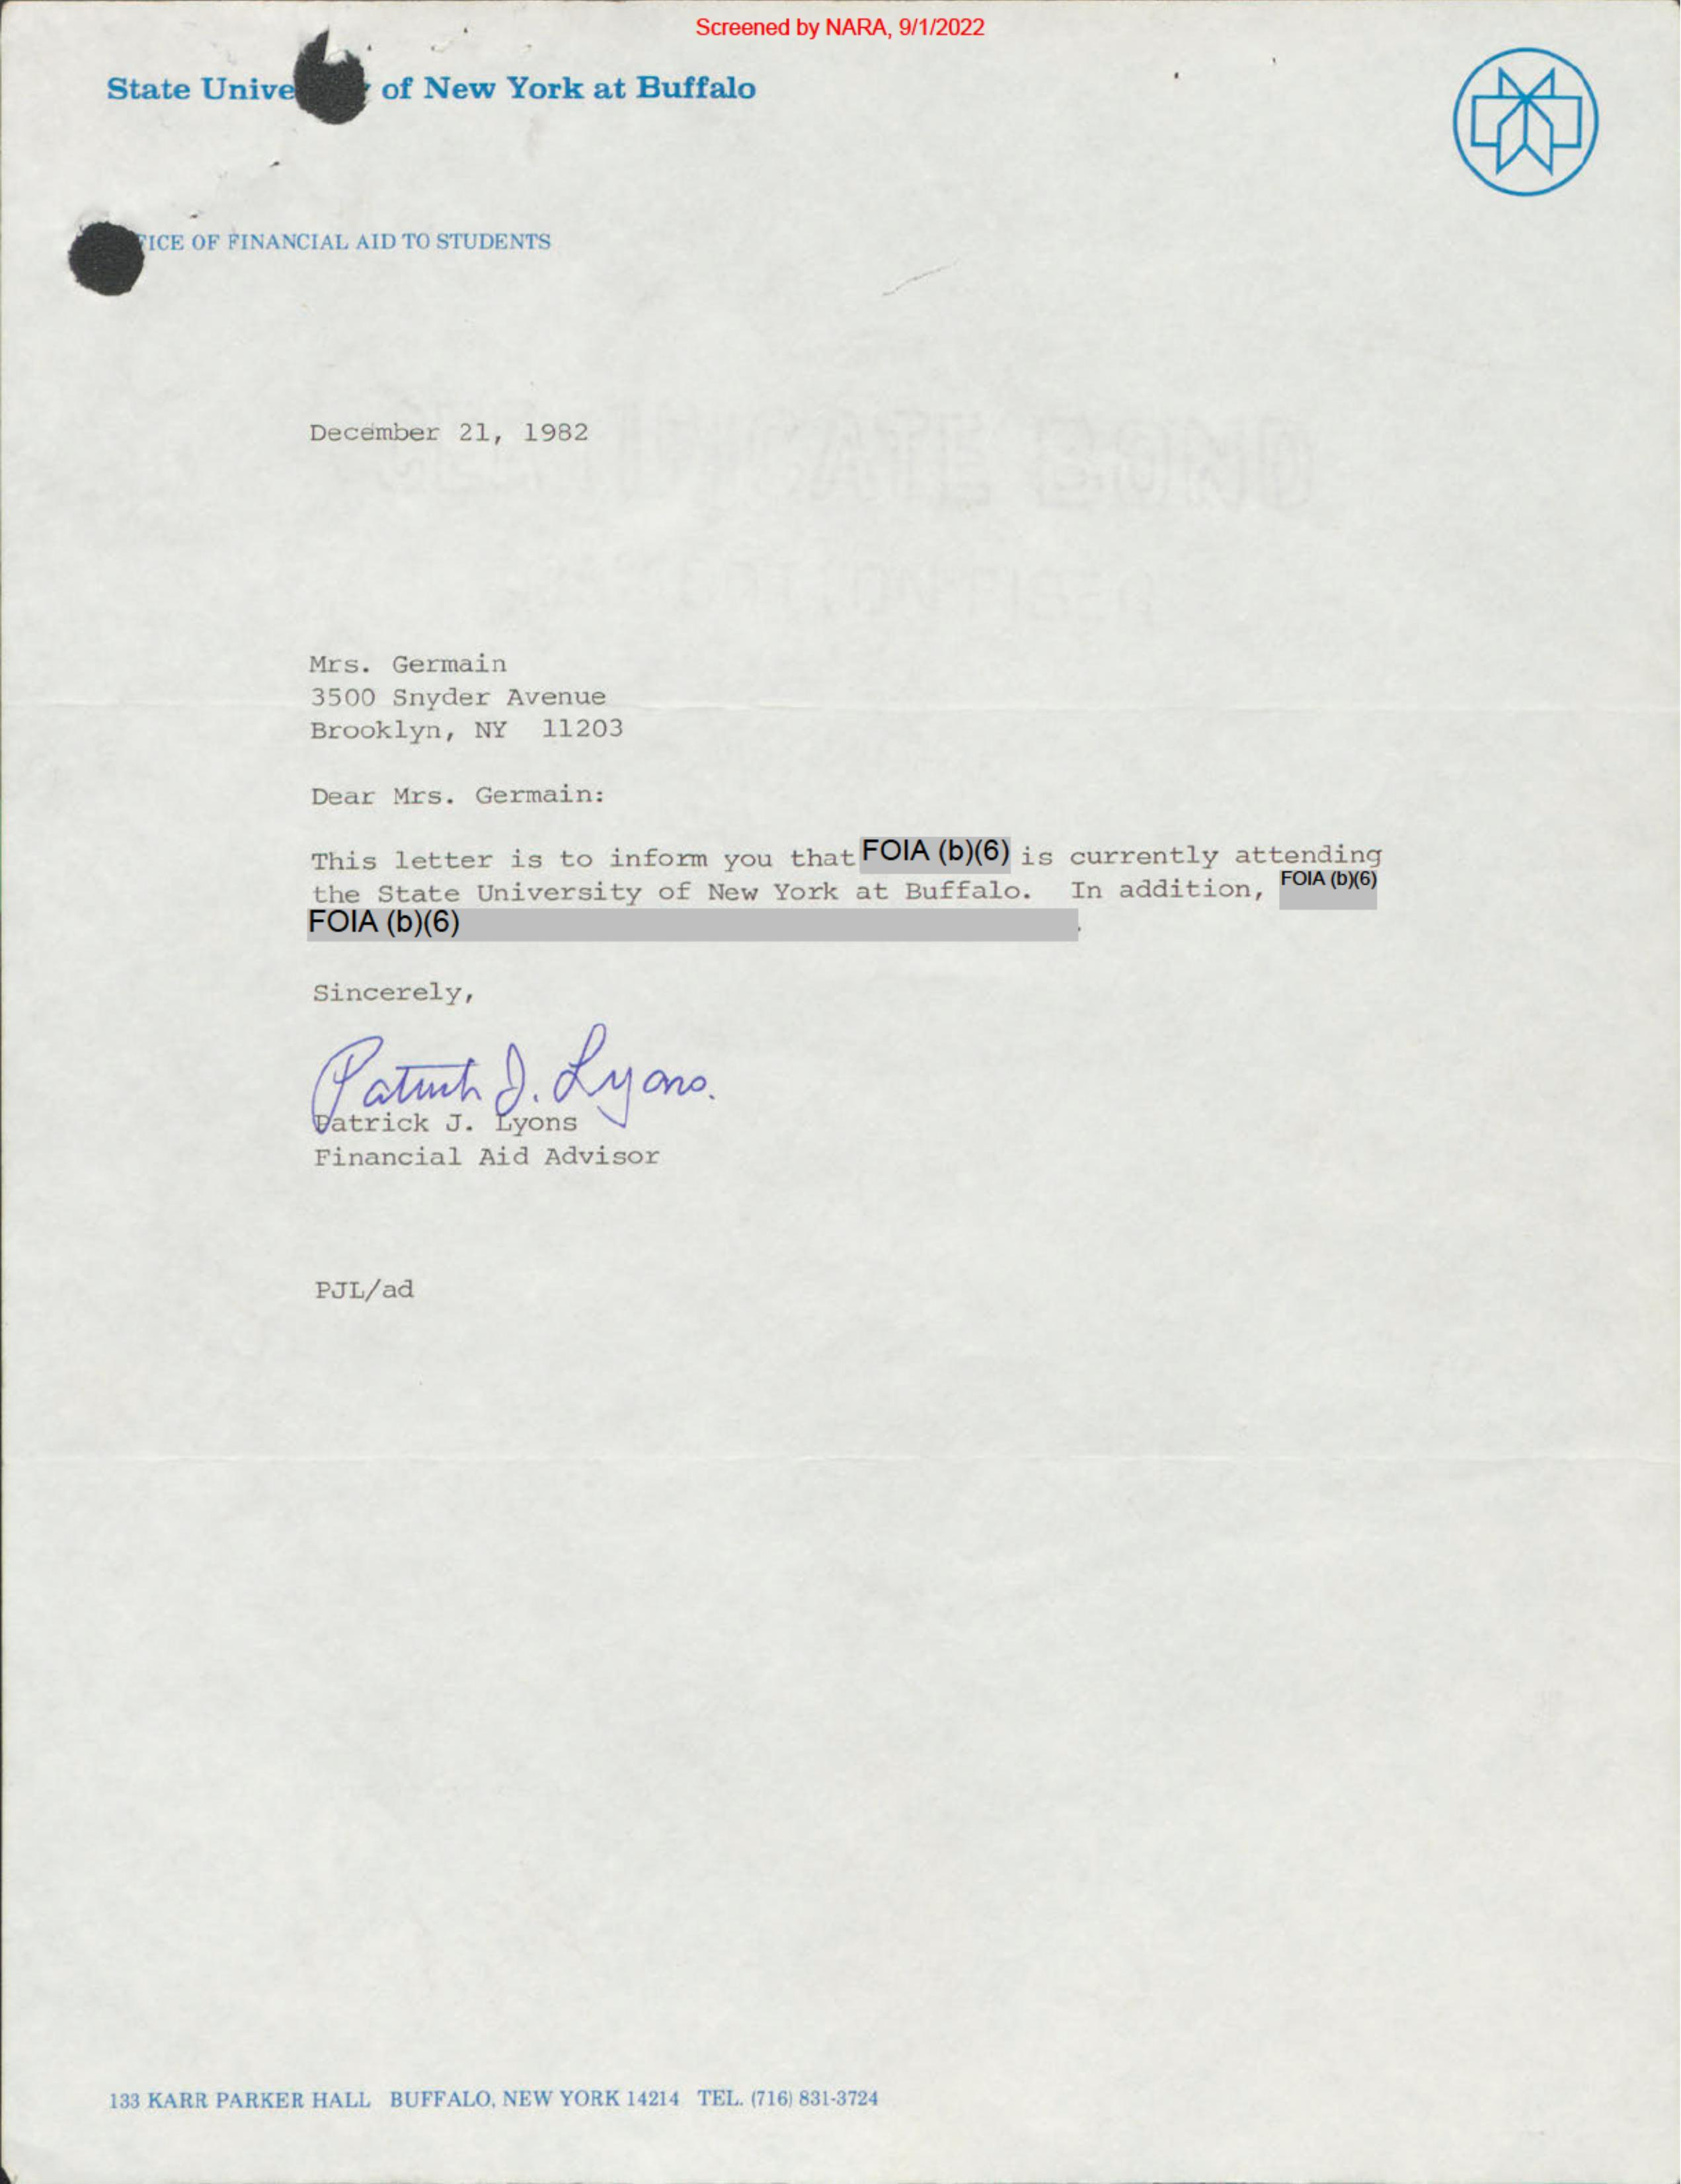 Screened by NARA, 9/1/2022
State Unive of New York at Buffalo
ICE OF FINANCIAL AID TO STUDENTS
December 21, 1982
Mrs. Germain
3500 Snyder Avenue
Brooklyn, NY 11203
Dear Mrs. Germain:
This letter is to inform you that FOIA (b)(6) is currently attending
the State University of New York at Buffalo. In addition, FOIA (b)(6)
FOIA (b)(6) .
Sincerely,
Patrick J. Lyons.
Patrick J. Lyons
Financial Aid Advisor
PJL/ad
133 KARR PARKER HALL BUFFALO, NEW YORK 14214 TEL. (716) 831-3724